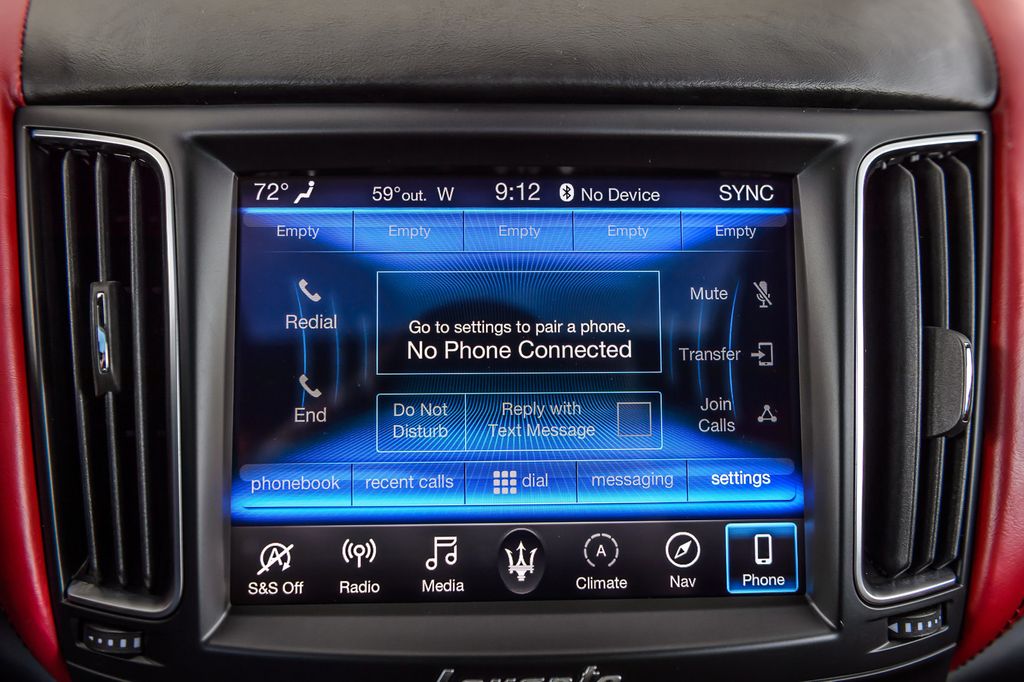 72° 59°out. W 9:12 No Device SYNC
Empty Empty Empty Empty Empty
Redial
Go to settings to pair a phone.
No Phone Connected
Mute
Transfer
End
Do Not
Disturb
Reply with
Text Message
Join
Calls
phonebook recent calls dial messaging settings
A A
S&S Off Radio Media Climate Nav Phone
Levante